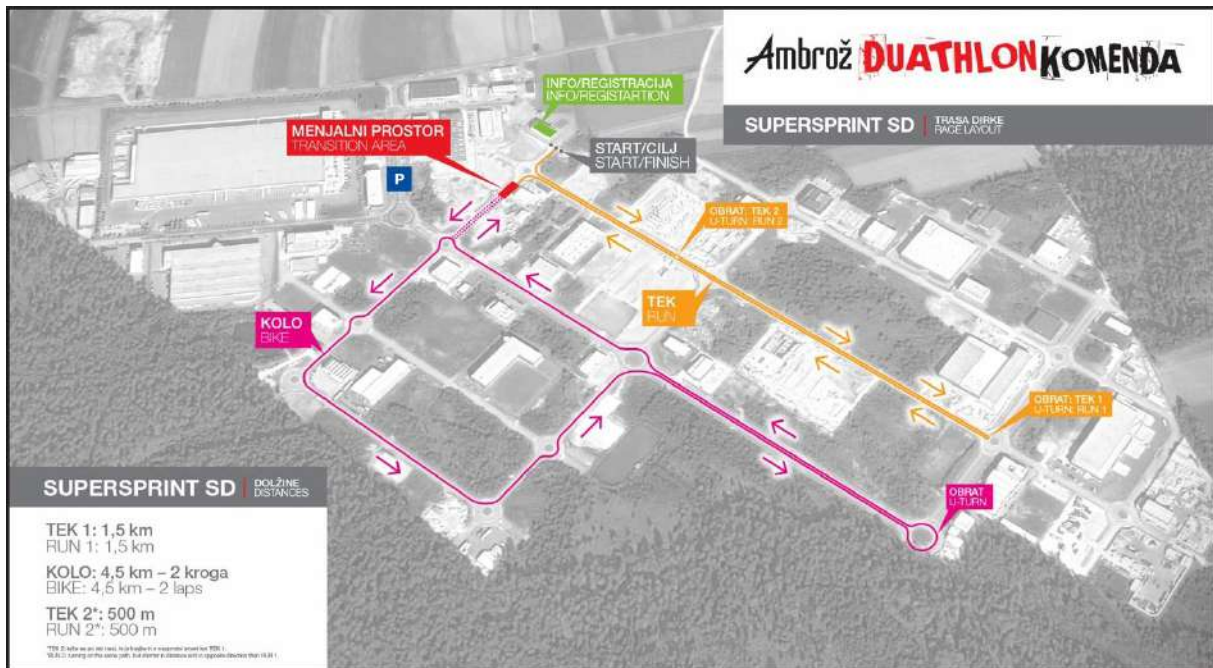 Ambrož DUATHLON KOMENDA
SUPERSPRINT SD
TRASA DIRKE
RACE LAYOUT
INFO/REGISTRACIJA
INFO/REGISTARTION
MENJALNI PROSTOR
TRANSITION AREA
START/CILJ
START/FINISH
P
OBRAT: TEK 2
U-TURN: RUN 2
TEK
RUN
KOLO
BIKE
OBRAT: TEK 1
U-TURN: RUN 1
OBRAT
U-TURN
SUPERSPRINT SD
DOLŽINE
DISTANCES
TEK 1: 1,5 km
RUN 1: 1,5 km
KOLO: 4,5 km – 2 kroga
BIKE: 4,5 km – 2 laps
TEK 2*: 500 m
RUN 2*: 500 m